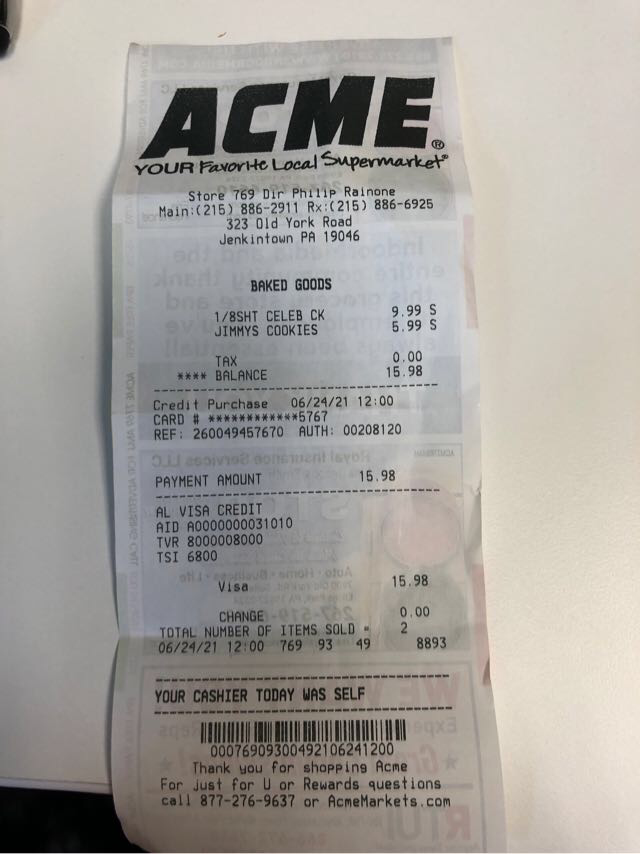 ACME®
YOUR Favorite Local Supermarket®
Store 769 Dir Philip Rainone
Main:(215) 886-2911 Rx:(215) 886-6925
323 Old York Road
Jenkintown PA 19046
BAKED GOODS
1/8SHT CELEB CK 9.99 S
JIMMYS COOKIES 5.99 S
TAX 0.00
**** BALANCE 15.98
Credit Purchase 06/24/21 12:00
CARD # ************5767
REF: 260049457670 AUTH: 00208120
PAYMENT AMOUNT 15.98
AL VISA CREDIT
AID A0000000031010
TVR 8000008000
TSI 6800
Visa 15.98
CHANGE 0.00
TOTAL NUMBER OF ITEMS SOLD = 2
06/24/21 12:00 769 93 49 8893
YOUR CASHIER TODAY WAS SELF
00076909300492106241200
Thank you for shopping Acme
For Just for U or Rewards questions
call 877-276-9637 or AcmeMarkets.com